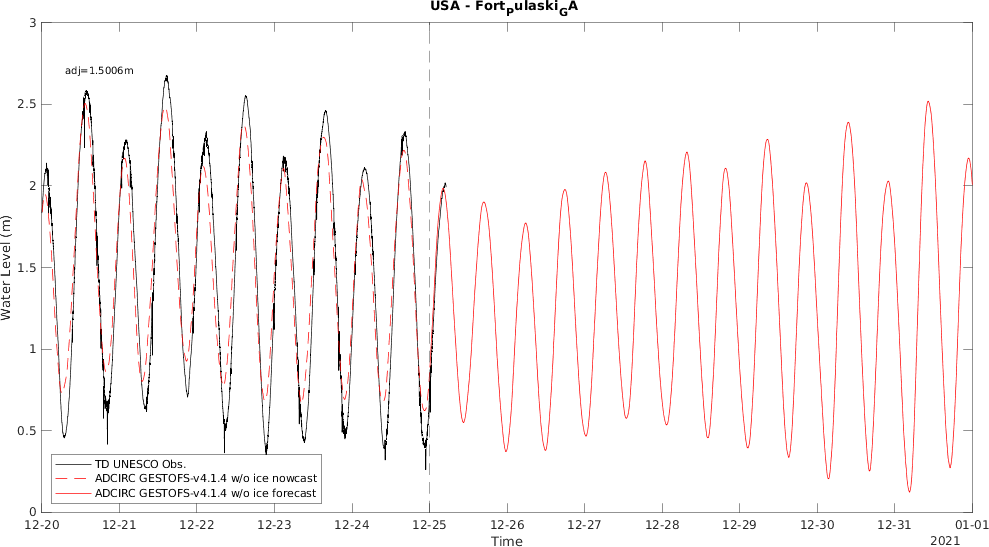 USA - FortPulaskiGA
3
adj=1.5006m
2.5
2
1.5
1
0.5
0
Water Level (m)
TD UNESCO Obs.
ADCIRC GESTOFS-v4.1.4 w/o ice nowcast
ADCIRC GESTOFS-v4.1.4 w/o ice forecast
12-20 12-21 12-22 12-23 12-24 12-25 12-26 12-27 12-28 12-29 12-30 12-31 01-01
Time
2021